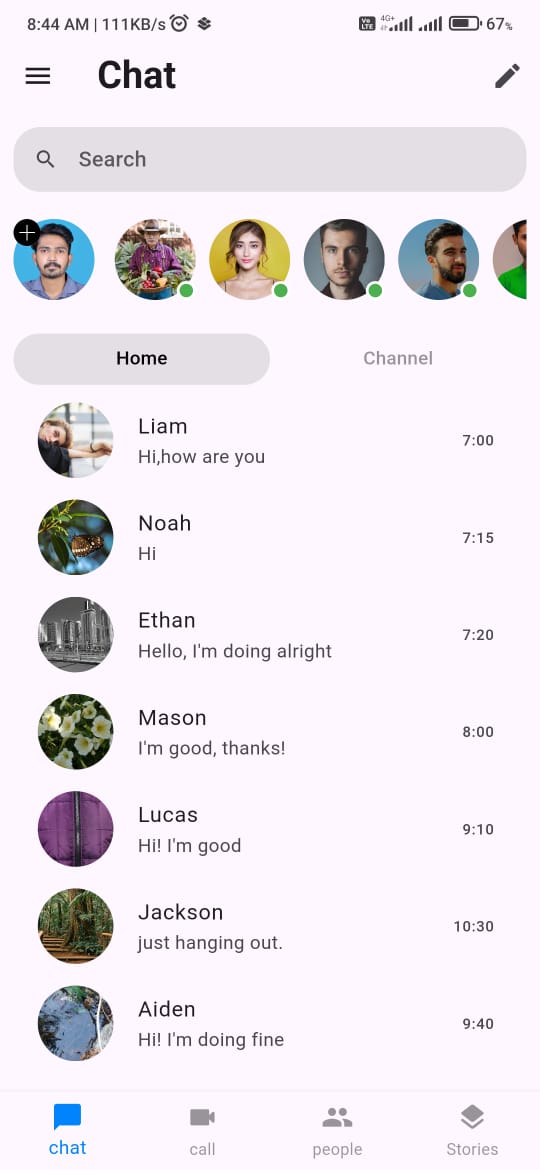 8:44 AM | 111KB/s
Vo LTE 4G+ 67%
Chat
Search
Home Channel
Liam
Hi,how are you
7:00
Noah
Hi
7:15
Ethan
Hello, I'm doing alright
7:20
Mason
I'm good, thanks!
8:00
Lucas
Hi! I'm good
9:10
Jackson
just hanging out.
10:30
Aiden
Hi! I'm doing fine
9:40
chat call people Stories